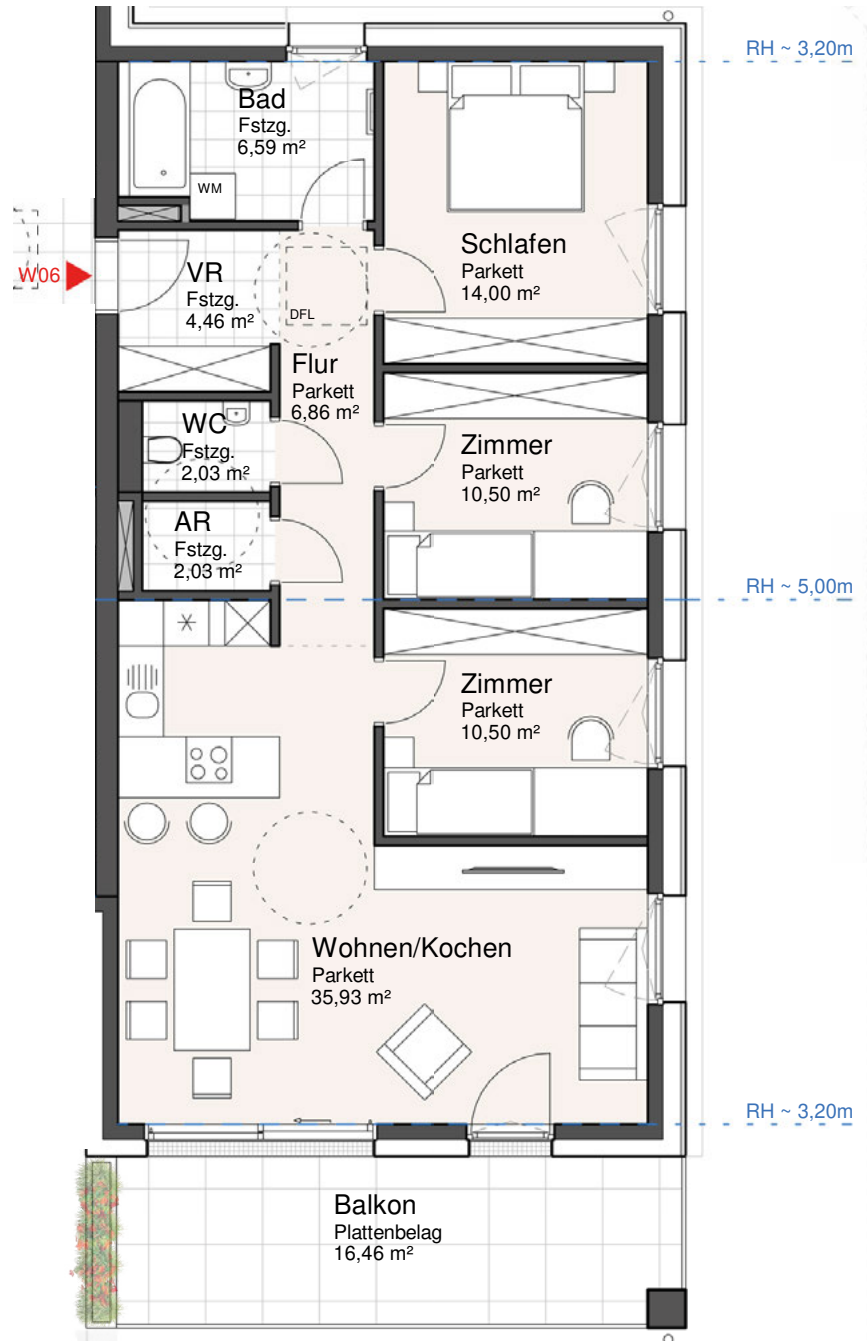 RH ~ 3,20m
Bad
Fstzg.
6,59 m²
WM
Schlafen
Parkett
14,00 m²
W06
VR
Fstzg.
4,46 m²
DFL
Flur
Parkett
6,86 m²
WC
Fstzg.
2,03 m²
Zimmer
Parkett
10,50 m²
AR
Fstzg.
2,03 m²
RH ~ 5,00m
Zimmer
Parkett
10,50 m²
Wohnen/Kochen
Parkett
35,93 m²
RH ~ 3,20m
Balkon
Plattenbelag
16,46 m²